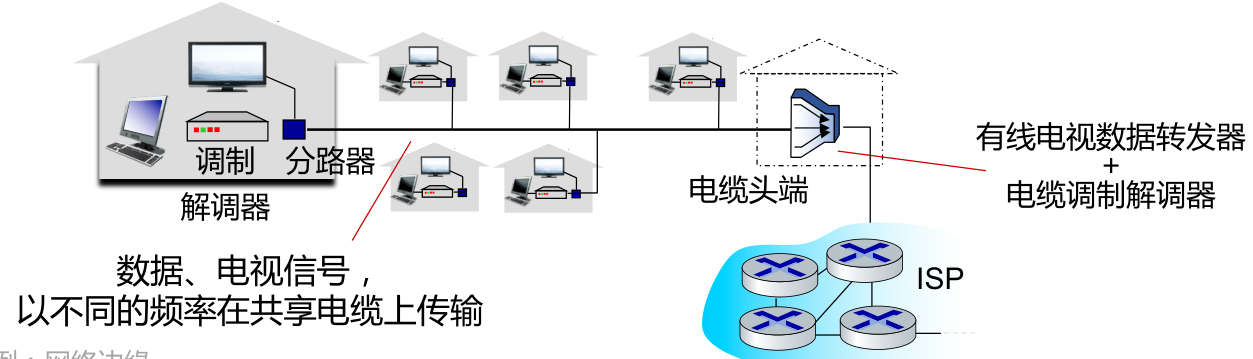 调制
分路器
解调器
电缆头端
有线电视数据转发器
+
电缆调制解调器
数据、电视信号，
以不同的频率在共享电缆上传输
ISP